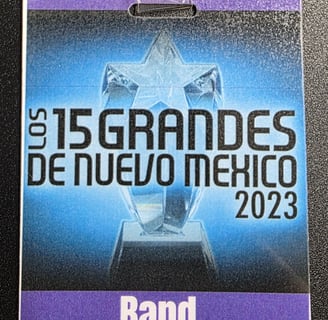 LOS 15 GRANDES
DE NUEVO MEXICO
2023
Band